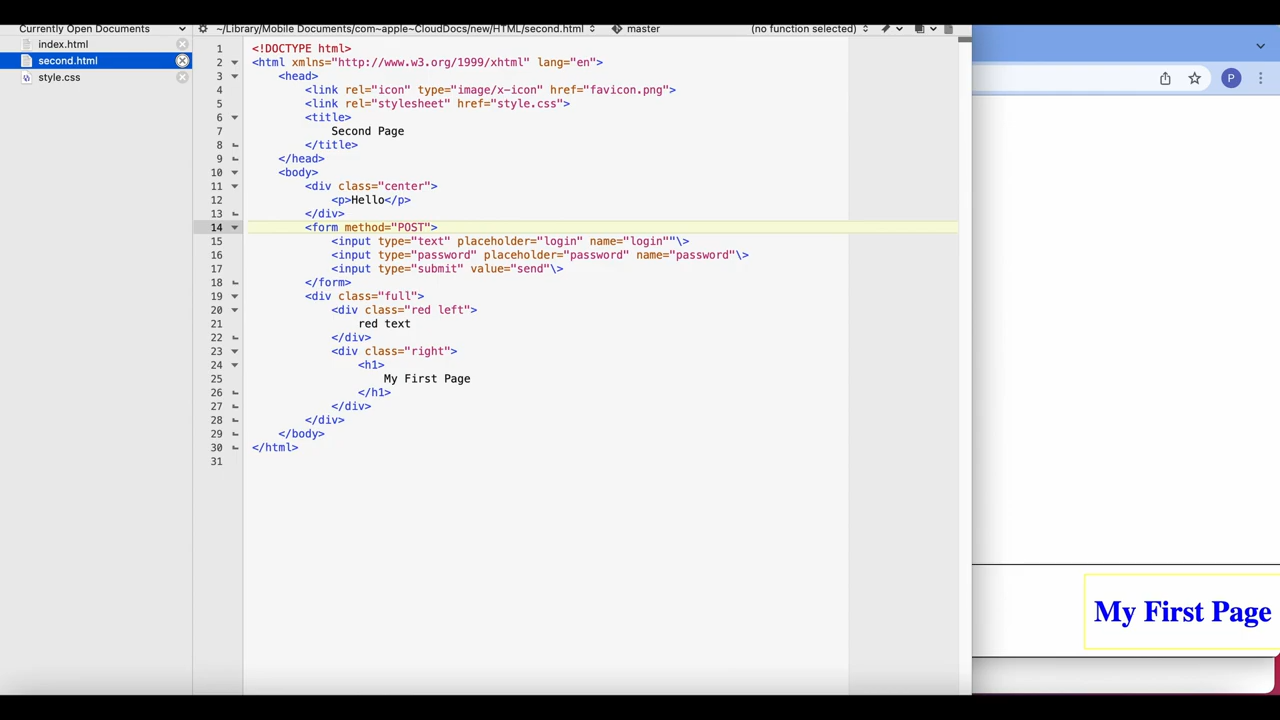 Currently Open Documents
~/Library/Mobile Documents/com~apple~CloudDocs/new/HTML/second.html
master
(no function selected)
index.html
second.html
style.css
1 <!DOCTYPE html>
2 <html xmlns="http://www.w3.org/1999/xhtml" lang="en">
3 <head>
4 <link rel="icon" type="image/x-icon" href="favicon.png">
5 <link rel="stylesheet" href="style.css">
6 <title>
7 Second Page
8 </title>
9 </head>
10 <body>
11 <div class="center">
12 <p>Hello</p>
13 </div>
14 <form method="POST">
15 <input type="text" placeholder="login" name="login""\>
16 <input type="password" placeholder="password" name="password"\>
17 <input type="submit" value="send"\>
18 </form>
19 <div class="full">
20 <div class="red left">
21 red text
22 </div>
23 <div class="right">
24 <h1>
25 My First Page
26 </h1>
27 </div>
28 </div>
29 </body>
30 </html>
31
P
My First Page